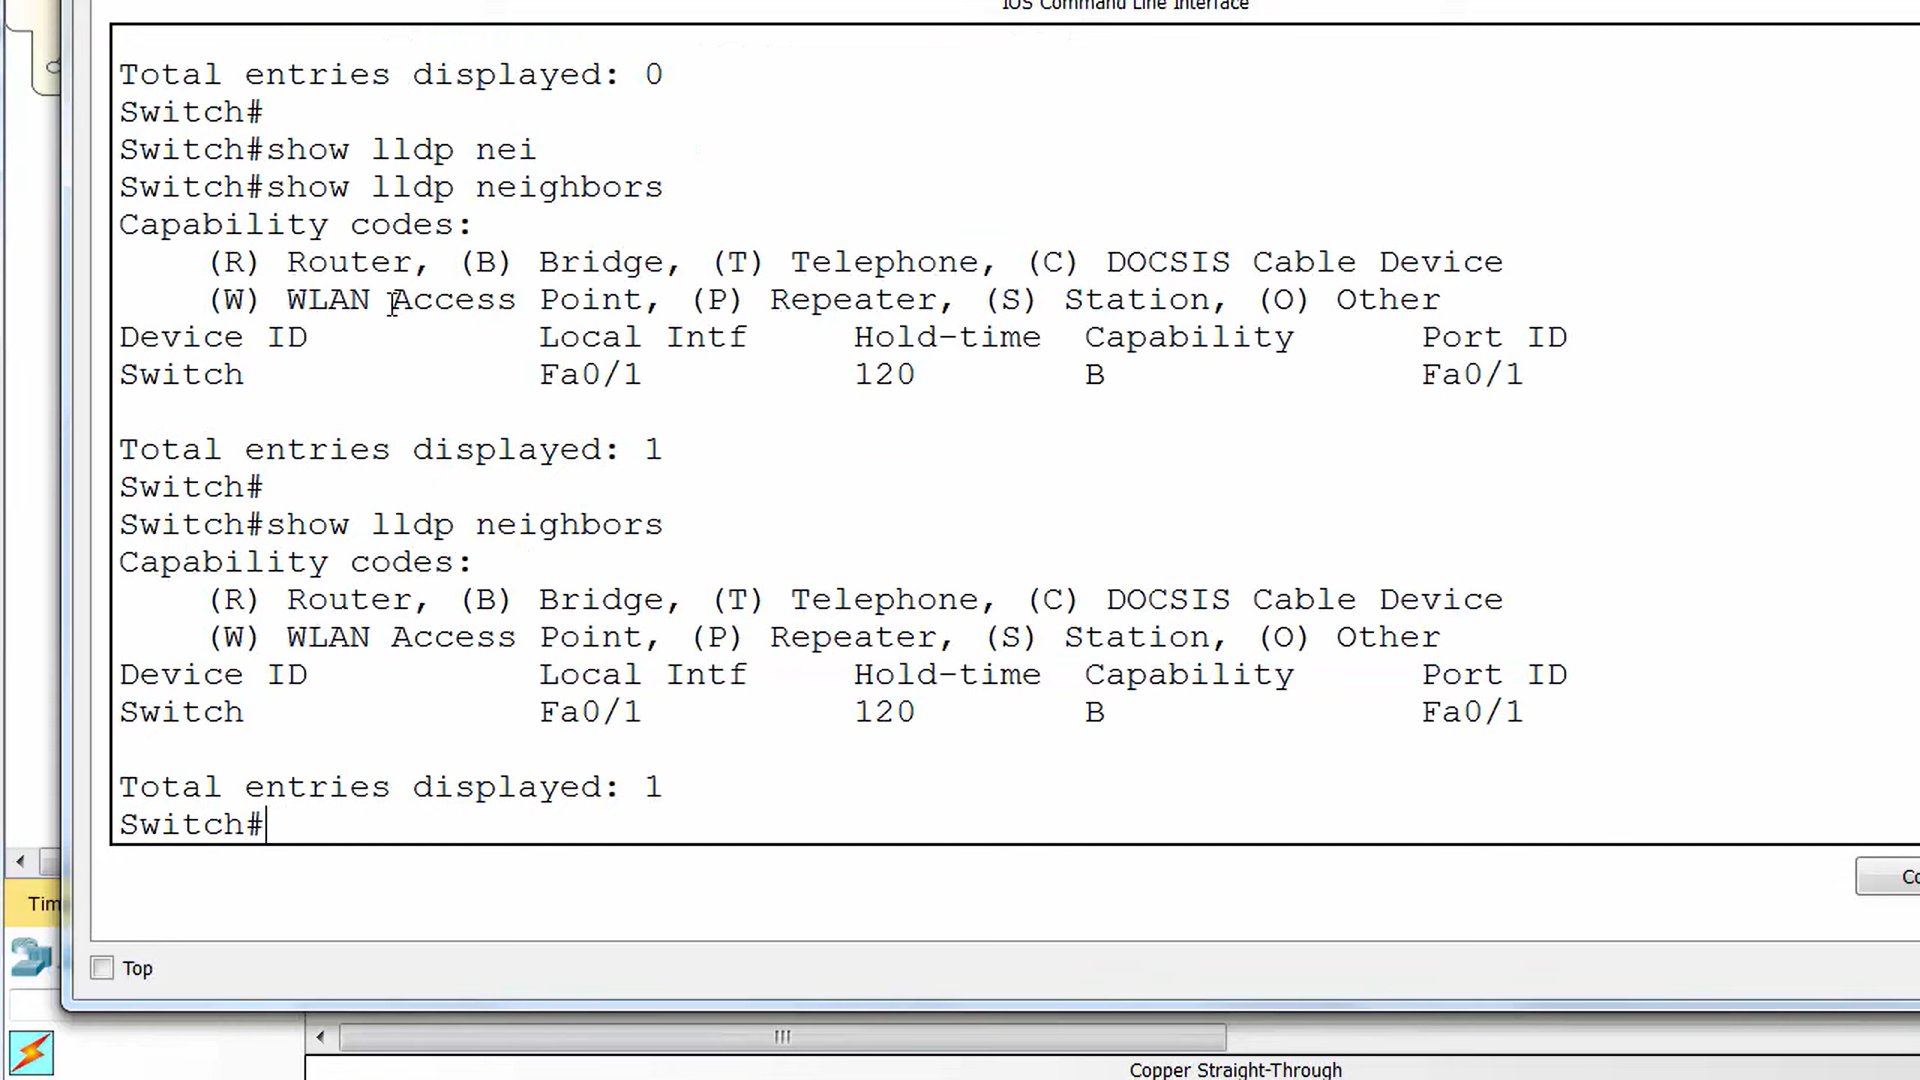 IOS Command Line Interface
Total entries displayed: 0
Switch#
Switch#show lldp nei
Switch#show lldp neighbors
Capability codes:
(R) Router, (B) Bridge, (T) Telephone, (C) DOCSIS Cable Device
(W) WLAN Access Point, (P) Repeater, (S) Station, (O) Other
Device ID Local Intf Hold-time Capability Port ID
Switch Fa0/1 120 B Fa0/1
Total entries displayed: 1
Switch#
Switch#show lldp neighbors
Capability codes:
(R) Router, (B) Bridge, (T) Telephone, (C) DOCSIS Cable Device
(W) WLAN Access Point, (P) Repeater, (S) Station, (O) Other
Device ID Local Intf Hold-time Capability Port ID
Switch Fa0/1 120 B Fa0/1
Total entries displayed: 1
Switch#
Co
Tim
Top
Copper Straight-Through